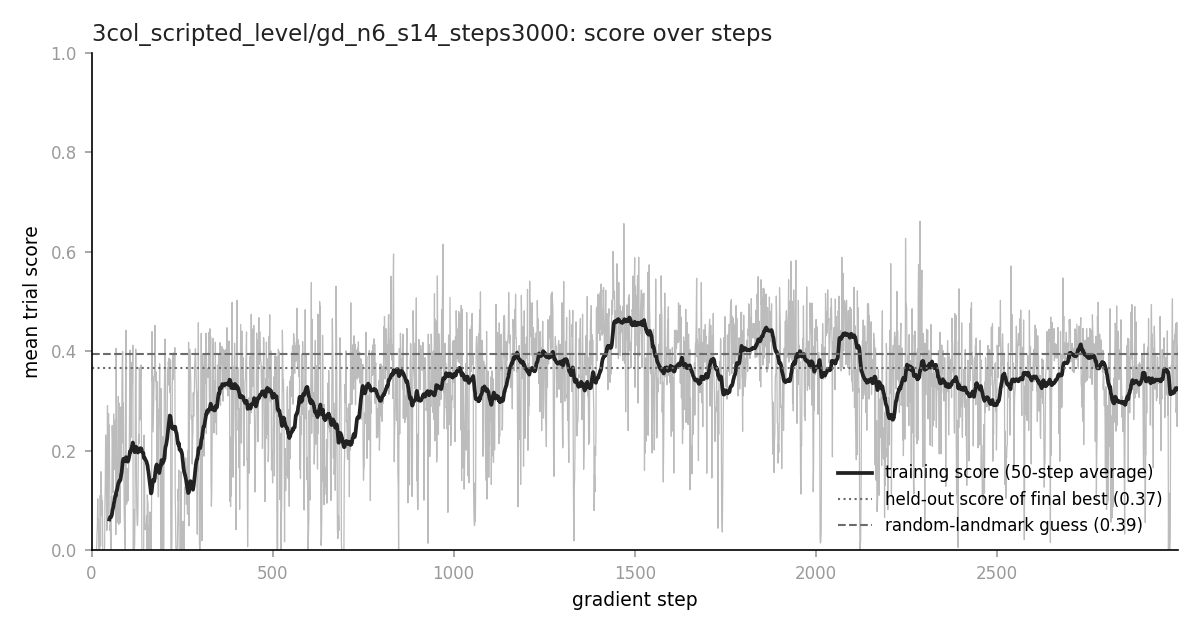 3col_scripted_level/gd_n6_s14_steps3000: score over steps
1.0
0.8
0.6
0.4
0.2
0.0
mean trial score
training score (50-step average)
held-out score of final best (0.37)
random-landmark guess (0.39)
0 500 1000 1500 2000 2500
gradient step